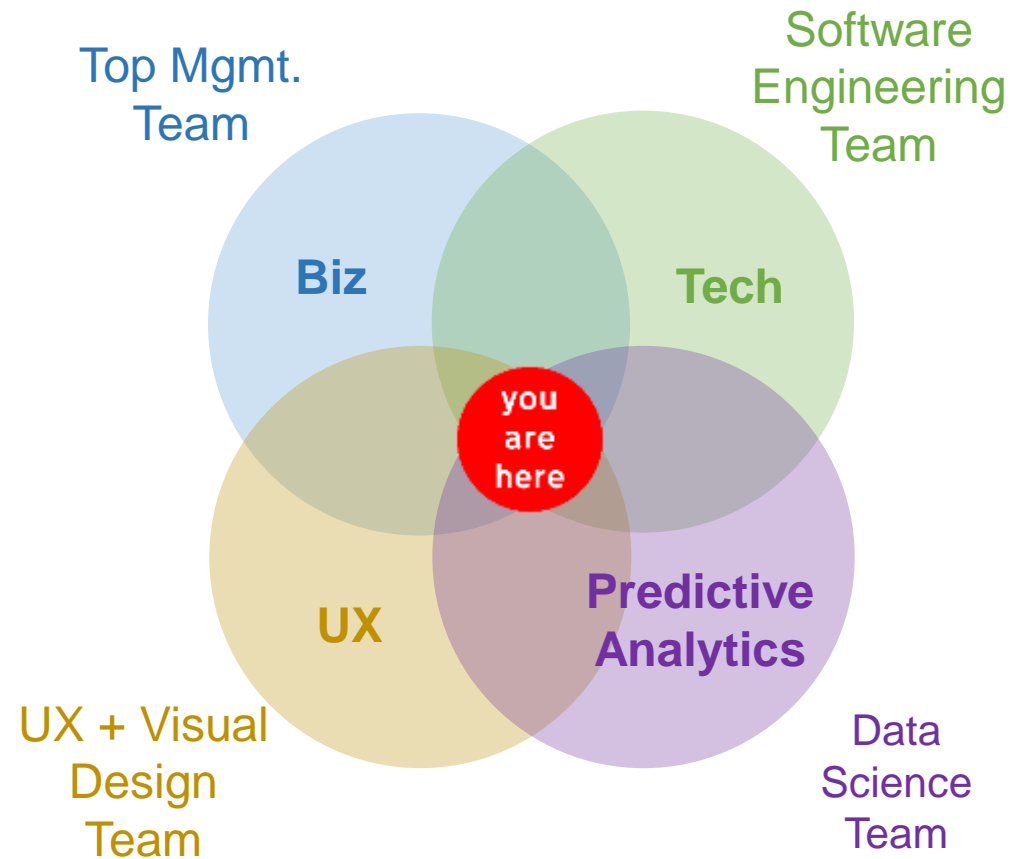 Top Mgmt.
Team
Software
Engineering
Team
Biz
Tech
you
are
here
UX
Predictive
Analytics
UX + Visual
Design
Team
Data
Science
Team